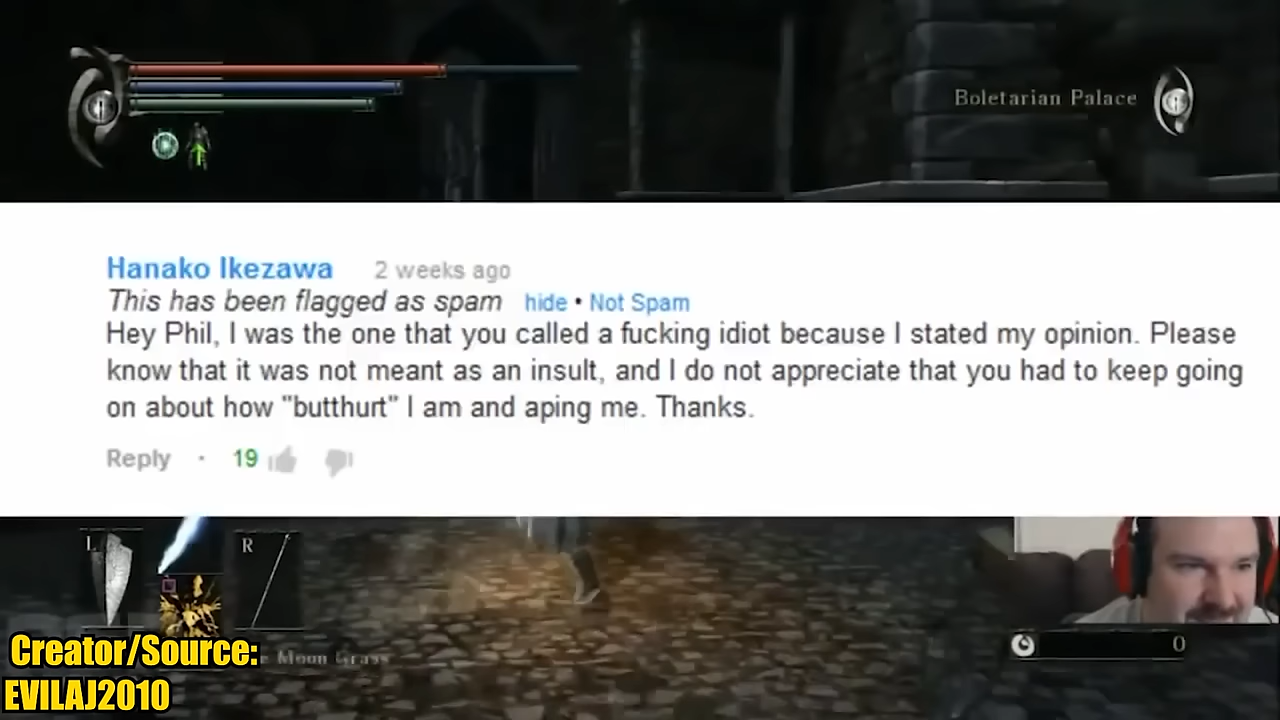 Boletarian Palace
Hanako Ikezawa 2 weeks ago
This has been flagged as spam hide • Not Spam
Hey Phil, I was the one that you called a fucking idiot because I stated my opinion. Please
know that it was not meant as an insult, and I do not appreciate that you had to keep going
on about how "butthurt" I am and aping me. Thanks.
Reply · 19
L R
Moon Grass
0
Creator/Source:
EVILAJ2010